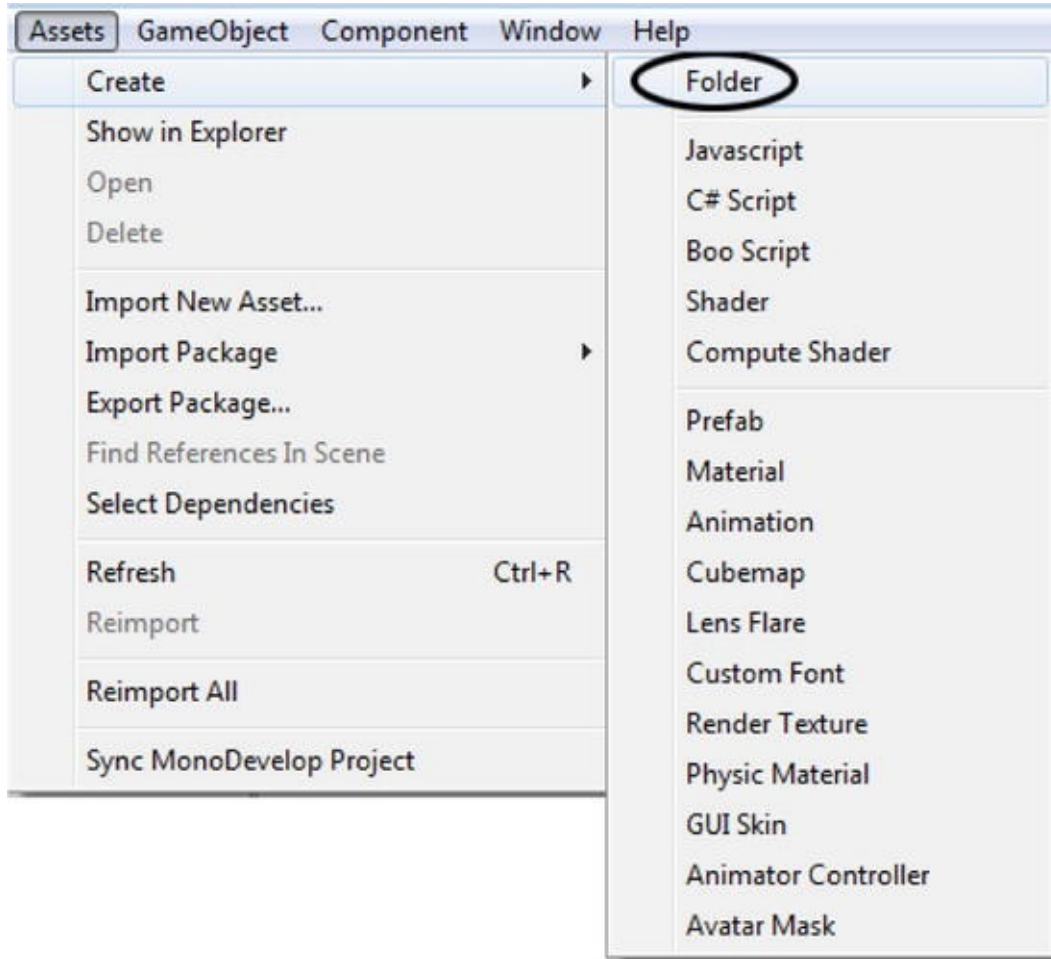 Assets GameObject Component Window Help
Create
Show in Explorer
Open
Delete
Import New Asset...
Import Package
Export Package...
Find References In Scene
Select Dependencies
Refresh Ctrl+R
Reimport
Reimport All
Sync MonoDevelop Project
Folder
Javascript
C# Script
Boo Script
Shader
Compute Shader
Prefab
Material
Animation
Cubemap
Lens Flare
Custom Font
Render Texture
Physic Material
GUI Skin
Animator Controller
Avatar Mask